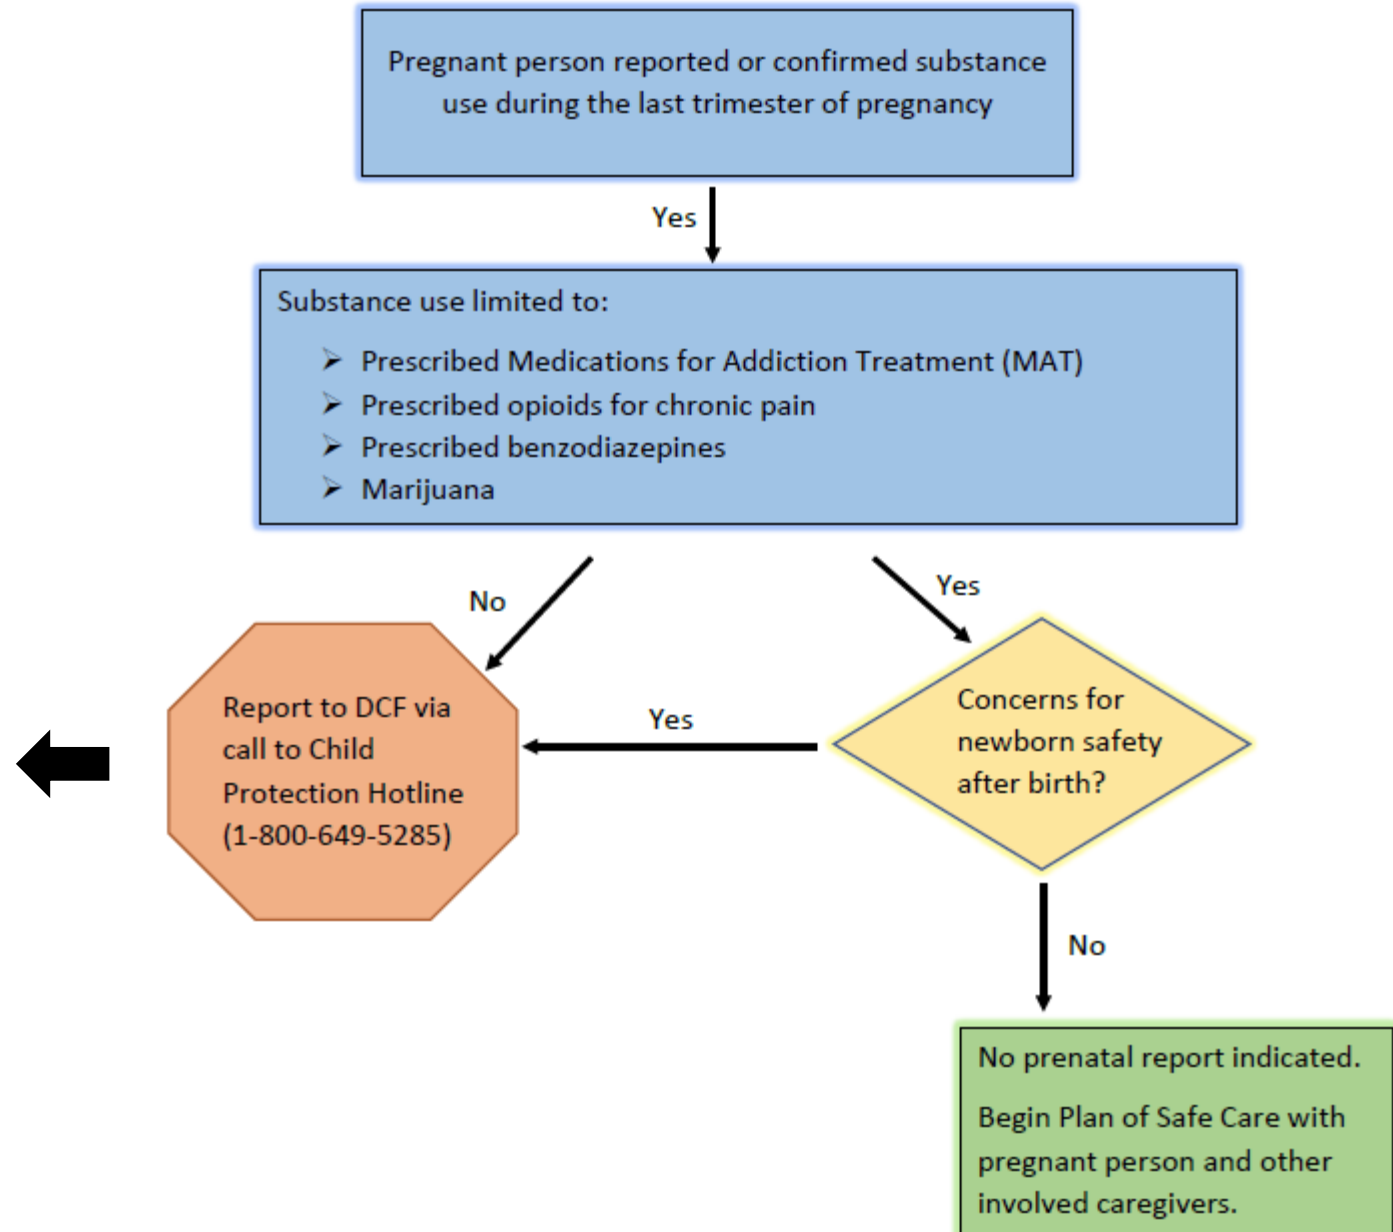 Pregnant person reported or confirmed substance
use during the last trimester of pregnancy
Yes
Substance use limited to:
➢ Prescribed Medications for Addiction Treatment (MAT)
➢ Prescribed opioids for chronic pain
➢ Prescribed benzodiazepines
➢ Marijuana
No
Yes
Report to DCF via
call to Child
Protection Hotline
(1-800-649-5285)
Yes
Concerns for
newborn safety
after birth?
No
No prenatal report indicated.
Begin Plan of Safe Care with
pregnant person and other
involved caregivers.